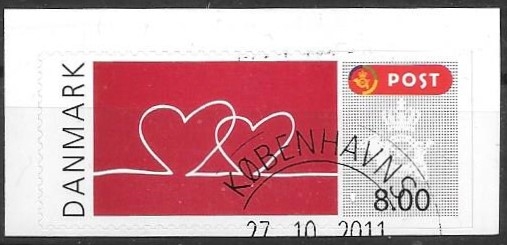 DANMARK
POST
KØBENHAVNS
8.00
27. 10. 2011